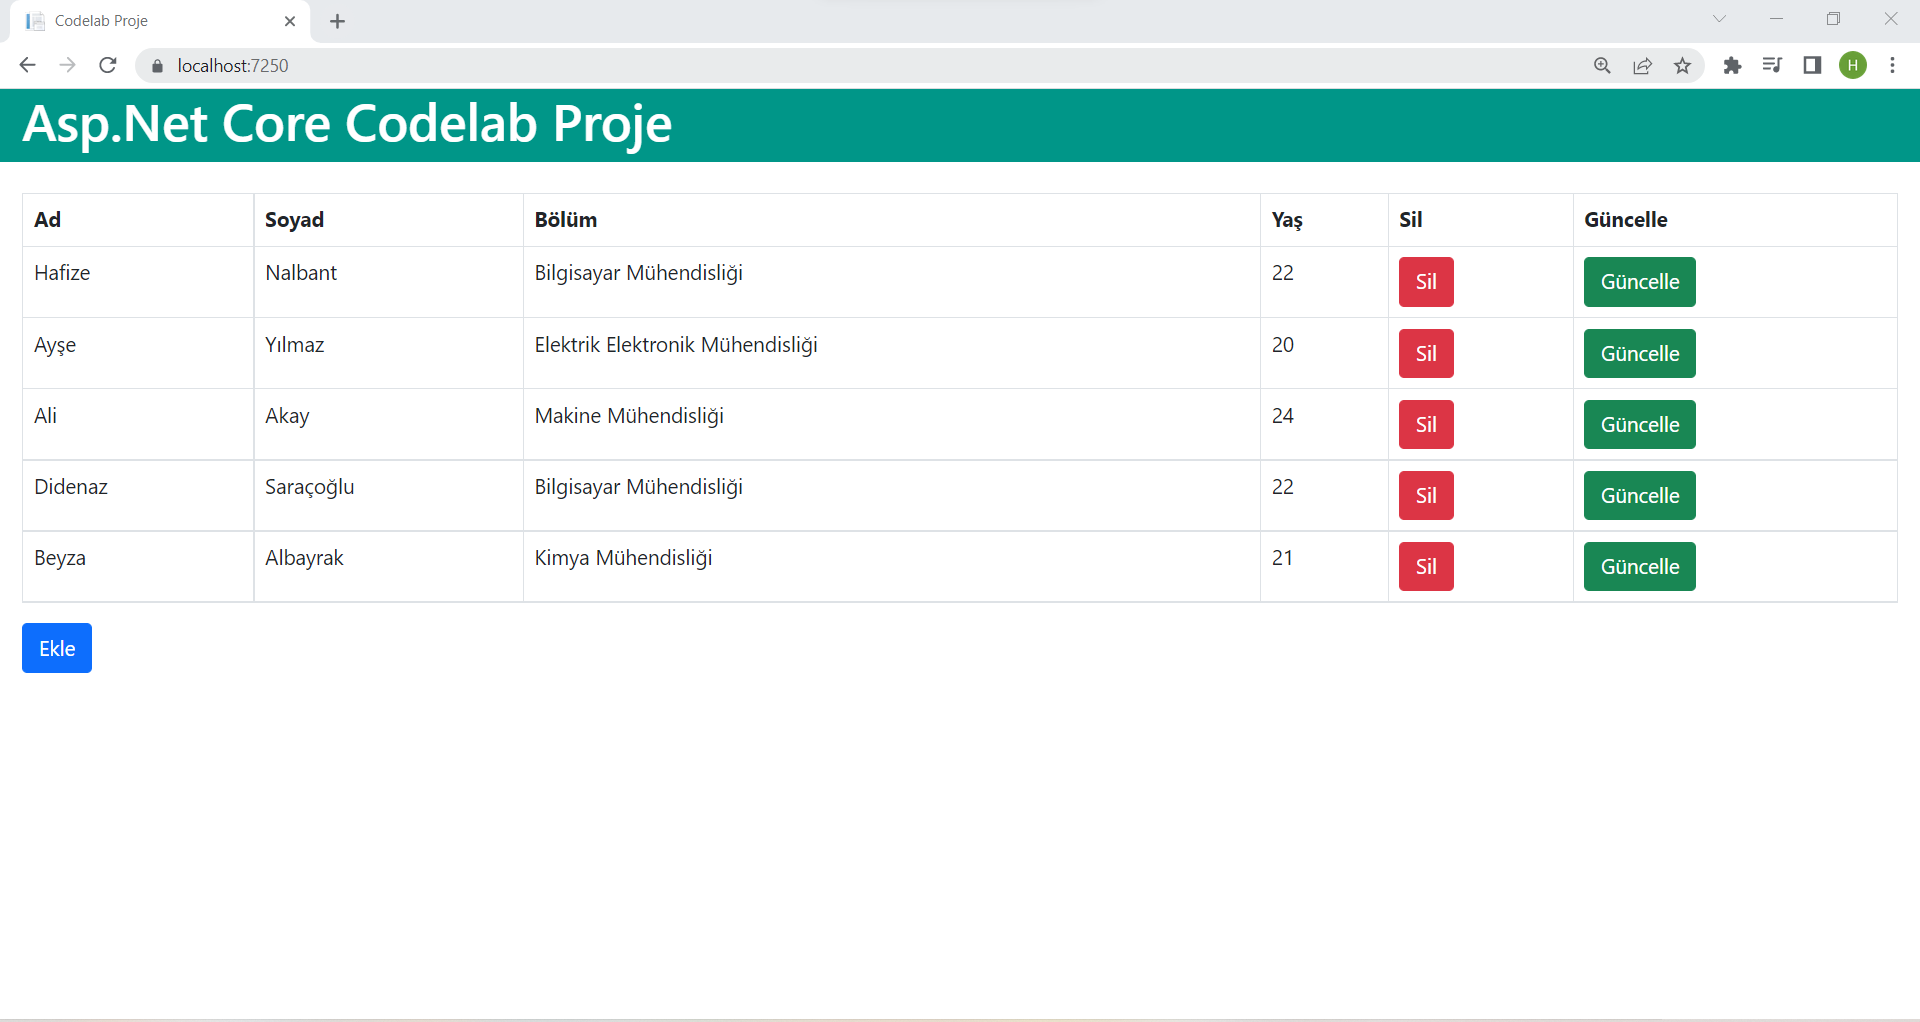 Codelab Proje
localhost:7250
H
Asp.Net Core Codelab Proje
Ad Soyad Bölüm Yaş Sil Güncelle
Hafize Nalbant Bilgisayar Mühendisliği 22 Sil Güncelle
Ayşe Yılmaz Elektrik Elektronik Mühendisliği 20 Sil Güncelle
Ali Akay Makine Mühendisliği 24 Sil Güncelle
Didenaz Saraçoğlu Bilgisayar Mühendisliği 22 Sil Güncelle
Beyza Albayrak Kimya Mühendisliği 21 Sil Güncelle
Ekle